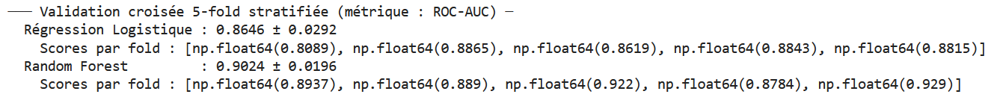 ─── Validation croisée 5-fold stratifiée (métrique : ROC-AUC) ─
Régression Logistique : 0.8646 ± 0.0292
Scores par fold : [np.float64(0.8089), np.float64(0.8865), np.float64(0.8619), np.float64(0.8843), np.float64(0.8815)]
Random Forest : 0.9024 ± 0.0196
Scores par fold : [np.float64(0.8937), np.float64(0.889), np.float64(0.922), np.float64(0.8784), np.float64(0.929)]